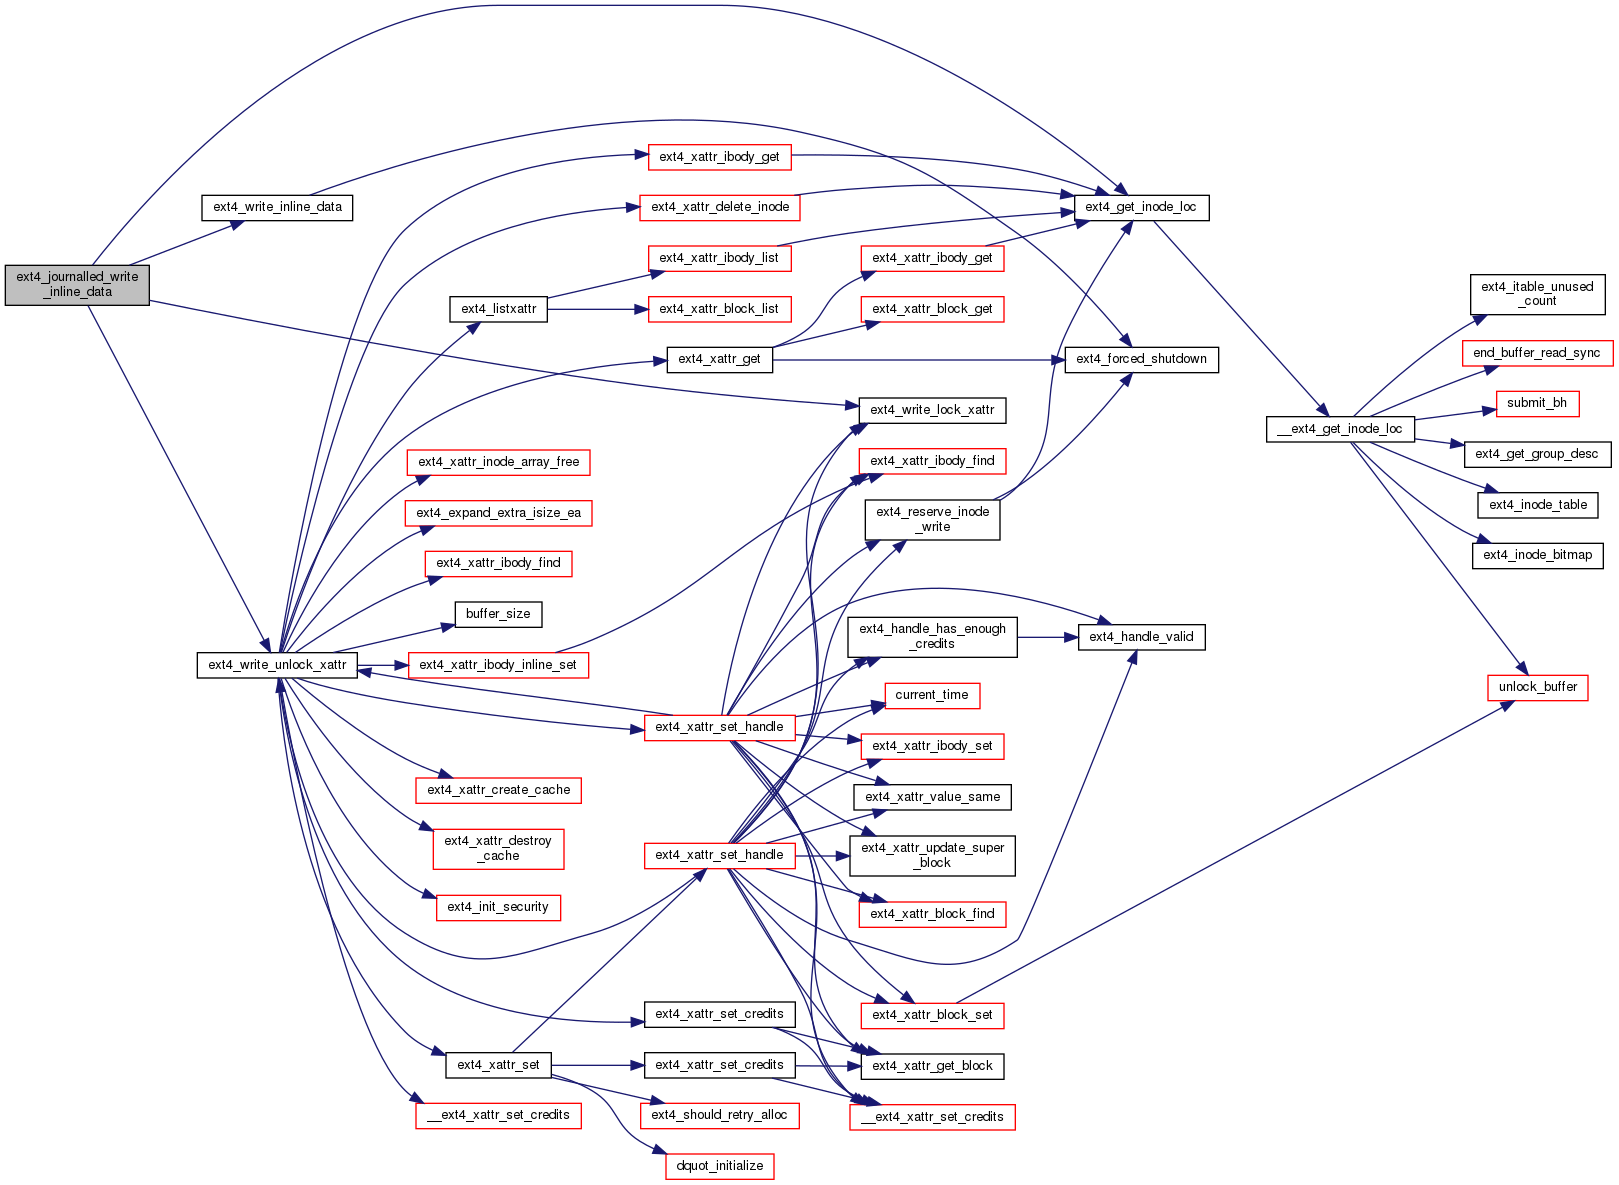 ext4_journalled_write
_inline_data
ext4_write_inline_data
ext4_write_unlock_xattr
ext4_xattr_ibody_get
ext4_xattr_delete_inode
ext4_listxattr
ext4_xattr_ibody_list
ext4_xattr_block_list
ext4_xattr_get
ext4_xattr_ibody_get
ext4_xattr_block_get
ext4_xattr_inode_array_free
ext4_expand_extra_isize_ea
ext4_xattr_ibody_find
buffer_size
ext4_xattr_ibody_inline_set
ext4_xattr_set_handle
ext4_xattr_create_cache
ext4_xattr_destroy
_cache
ext4_init_security
ext4_xattr_set_handle
ext4_xattr_set_credits
ext4_xattr_set
ext4_xattr_set_credits
__ext4_xattr_set_credits
ext4_should_retry_alloc
dquot_initialize
ext4_get_inode_loc
ext4_forced_shutdown
ext4_write_lock_xattr
ext4_xattr_ibody_find
ext4_reserve_inode
_write
ext4_handle_has_enough
_credits
ext4_handle_valid
current_time
ext4_xattr_ibody_set
ext4_xattr_value_same
ext4_xattr_update_super
_block
ext4_xattr_block_find
ext4_xattr_block_set
ext4_xattr_get_block
__ext4_xattr_set_credits
__ext4_get_inode_loc
ext4_itable_unused
_count
end_buffer_read_sync
submit_bh
ext4_get_group_desc
ext4_inode_table
ext4_inode_bitmap
unlock_buffer